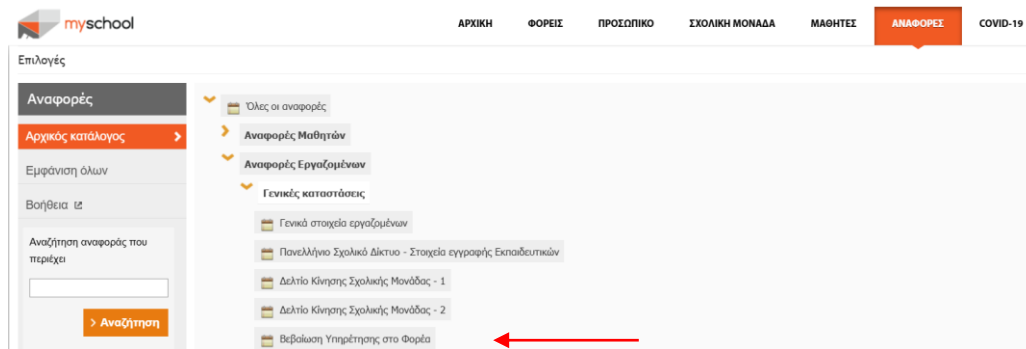 myschool
ΑΡΧΙΚΗ ΦΟΡΕΙΣ ΠΡΟΣΩΠΙΚΟ ΣΧΟΛΙΚΗ ΜΟΝΑΔΑ ΜΑΘΗΤΕΣ ΑΝΑΦΟΡΕΣ COVID-19
Επιλογές
Αναφορές
Αρχικός κατάλογος
Εμφάνιση όλων
Βοήθεια
Αναζήτηση αναφοράς που
περιέχει
> Αναζήτηση
Όλες οι αναφορές
Αναφορές Μαθητών
Αναφορές Εργαζομένων
Γενικές καταστάσεις
Γενικά στοιχεία εργαζομένων
Πανελλήνιο Σχολικό Δίκτυο - Στοιχεία εγγραφής Εκπαιδευτικών
Δελτίο Κίνησης Σχολικής Μονάδας - 1
Δελτίο Κίνησης Σχολικής Μονάδας - 2
Βεβαίωση Υπηρέτησης στο Φορέα